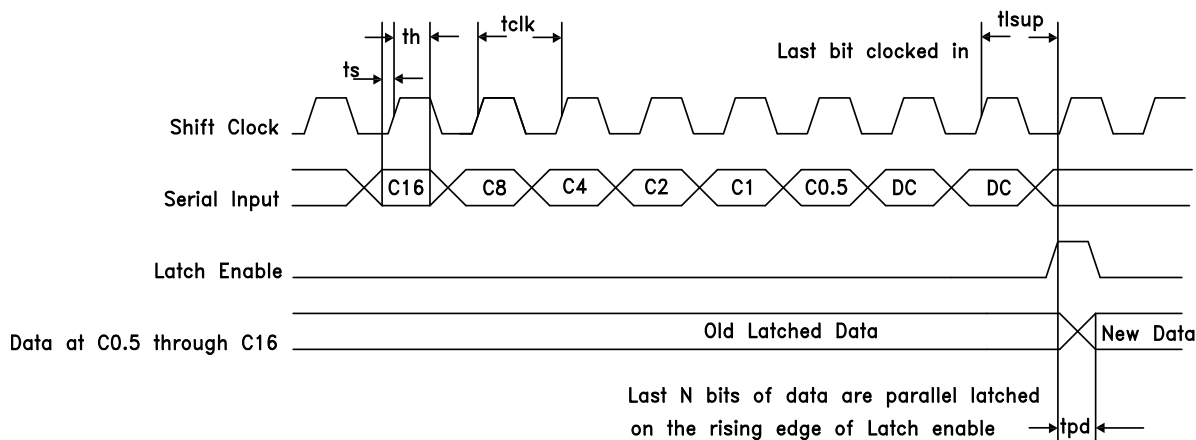 tclk
tlsup
th
Last bit clocked in
ts
Shift Clock
C16 C8 C4 C2 C1 C0.5 DC DC
Serial Input
Latch Enable
Old Latched Data
New Data
Data at C0.5 through C16
Last N bits of data are parallel latched
on the rising edge of Latch enable
tpd